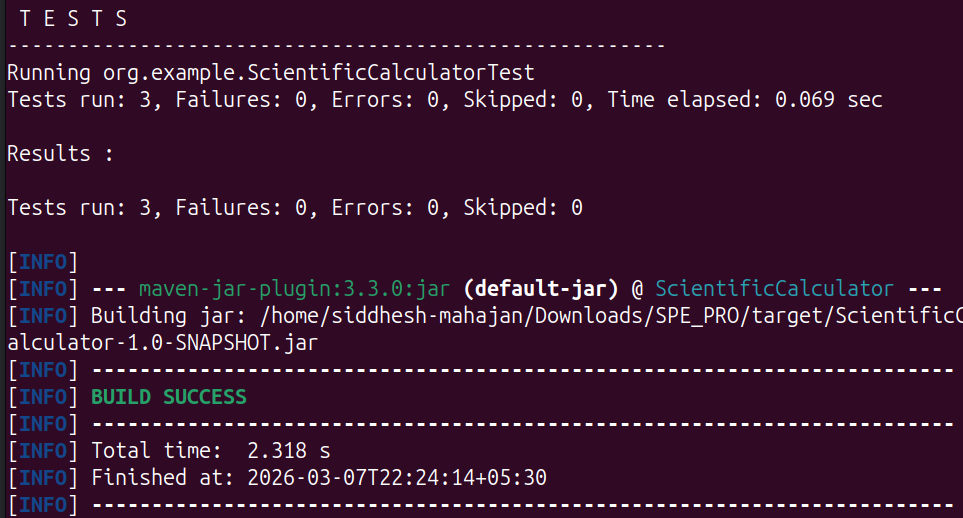 T E S T S
-------------------------------------------------------
Running org.example.ScientificCalculatorTest
Tests run: 3, Failures: 0, Errors: 0, Skipped: 0, Time elapsed: 0.069 sec
Results :
Tests run: 3, Failures: 0, Errors: 0, Skipped: 0
[INFO]
[INFO] --- maven-jar-plugin:3.3.0:jar (default-jar) @ ScientificCalculator ---
[INFO] Building jar: /home/siddhesh-mahajan/Downloads/SPE_PRO/target/ScientificC
alculator-1.0-SNAPSHOT.jar
[INFO] ------------------------------------------------------------------------
[INFO] BUILD SUCCESS
[INFO] ------------------------------------------------------------------------
[INFO] Total time:  2.318 s
[INFO] Finished at: 2026-03-07T22:24:14+05:30
[INFO] ------------------------------------------------------------------------